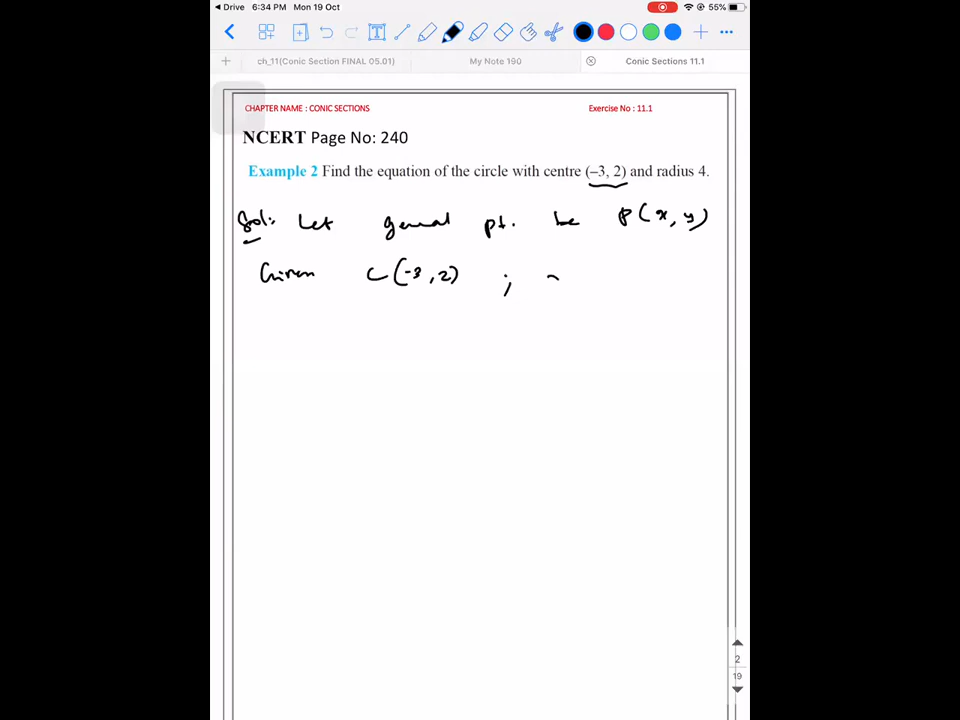 Drive 6:34 PM Mon 19 Oct 55%
ch_11(Conic Section FINAL 05.01) My Note 190 Conic Sections 11.1
CHAPTER NAME : CONIC SECTIONS Exercise No : 11.1
NCERT Page No: 240
Example 2 Find the equation of the circle with centre (–3, 2) and radius 4.
Sol: Let general pt. be P(x, y)
Given C(-3, 2) ;
2
19